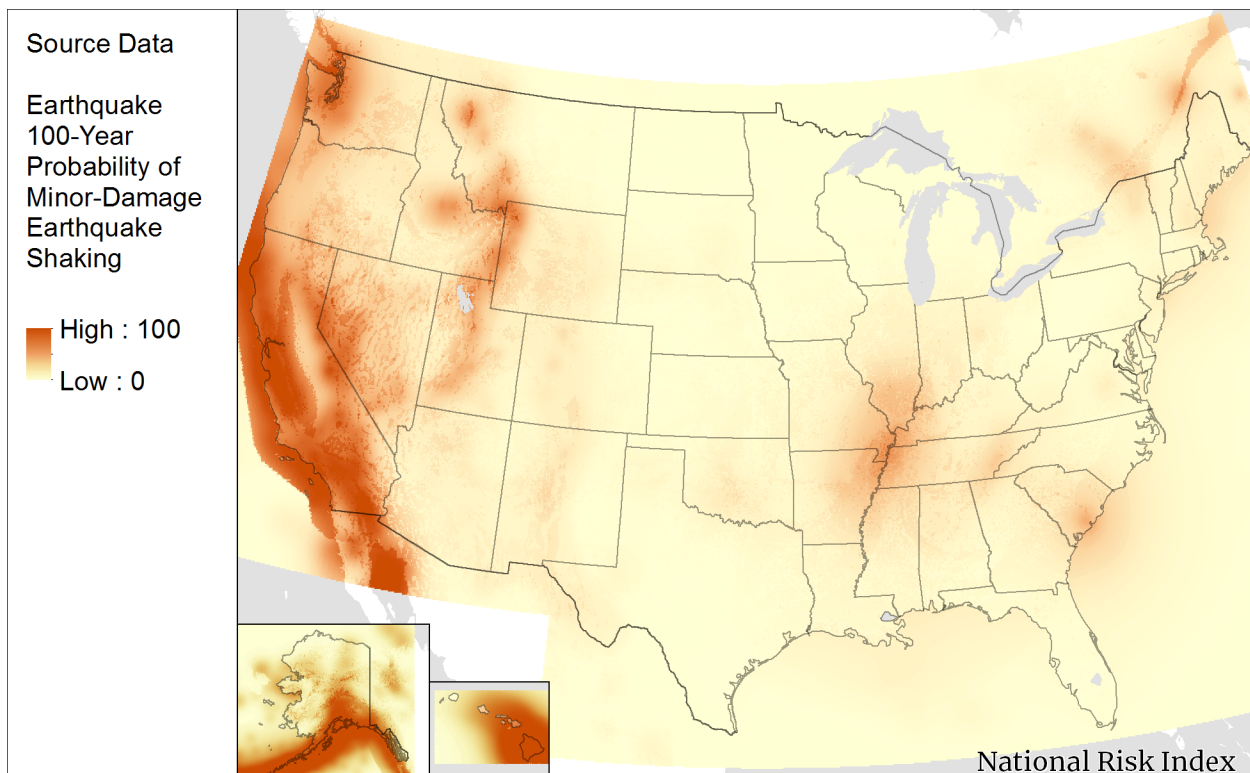 Source Data
Earthquake
100-Year
Probability of
Minor-Damage
Earthquake
Shaking
High : 100
Low : 0
National Risk Index